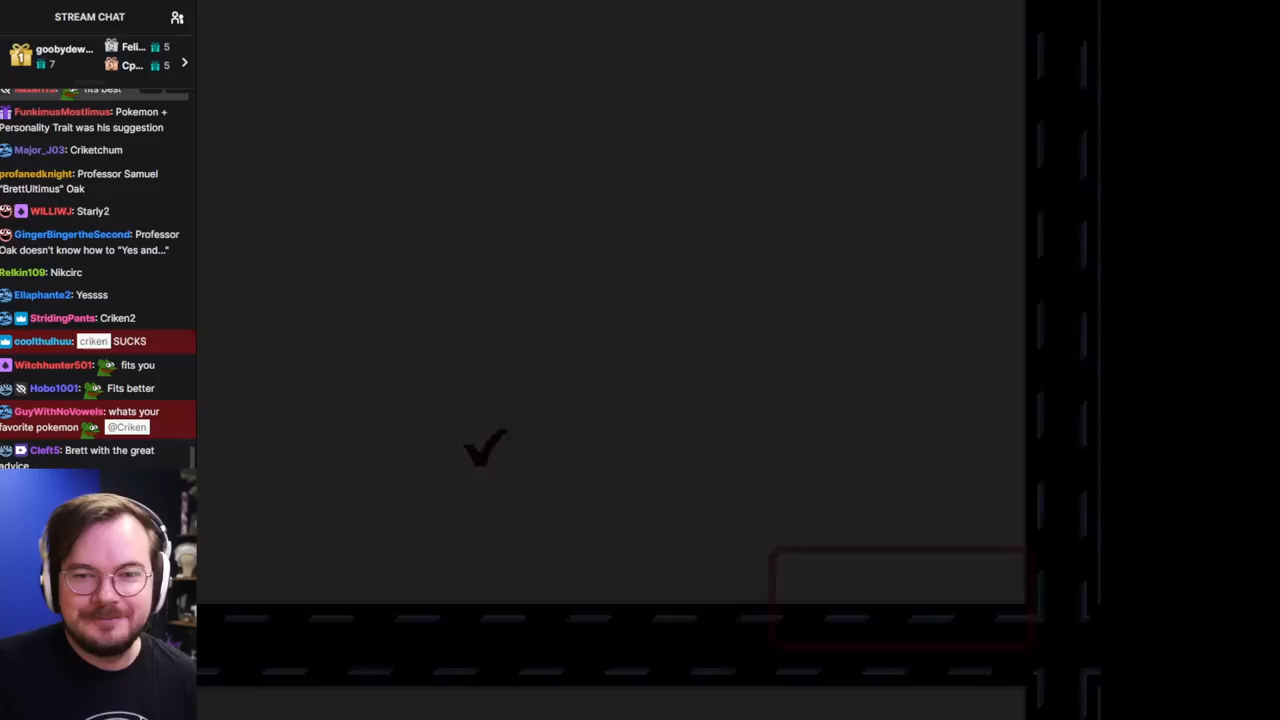 STREAM CHAT
goobydew... Feli... 5
7 Cp... 5
fits best
FunkimusMostlimus: Pokemon +
Personality Trait was his suggestion
Major_J03: Criketchum
profanedknight: Professor Samuel
"BrettUltimus" Oak
WILLIWJ: Starly2
GingerBingertheSecond: Professor
Oak doesn't know how to "Yes and..."
Relkin109: Nikcirc
Ellaphante2: Yessss
StridingPants: Criken2
coolthulhuu: criken SUCKS
Witchhunter501: fits you
Hobo1001: Fits better
GuyWithNoVowels: whats your
favorite pokemon @Criken
Cleft5: Brett with the great
advice